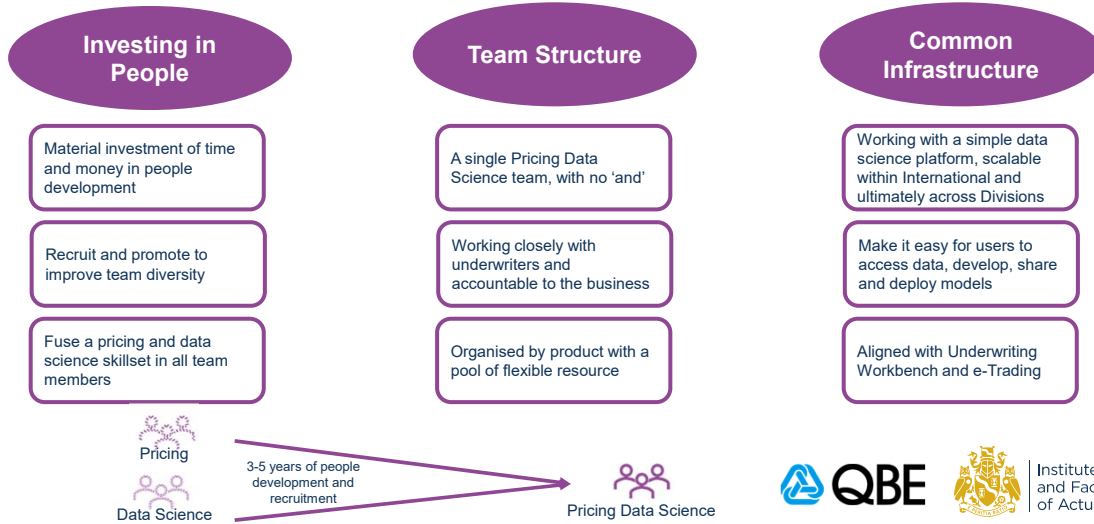 Investing in
People
Team Structure
Common
Infrastructure
Material investment of time
and money in people
development
A single Pricing Data
Science team, with no ‘and’
Working with a simple data
science platform, scalable
within International and
ultimately across Divisions
Recruit and promote to
improve team diversity
Working closely with
underwriters and
accountable to the business
Make it easy for users to
access data, develop, share
and deploy models
Fuse a pricing and data
science skillset in all team
members
Organised by product with a
pool of flexible resource
Aligned with Underwriting
Workbench and e-Trading
Pricing
3-5 years of people
development and
recruitment
Data Science
Pricing Data Science
QBE
Institute
and Fac
of Actu